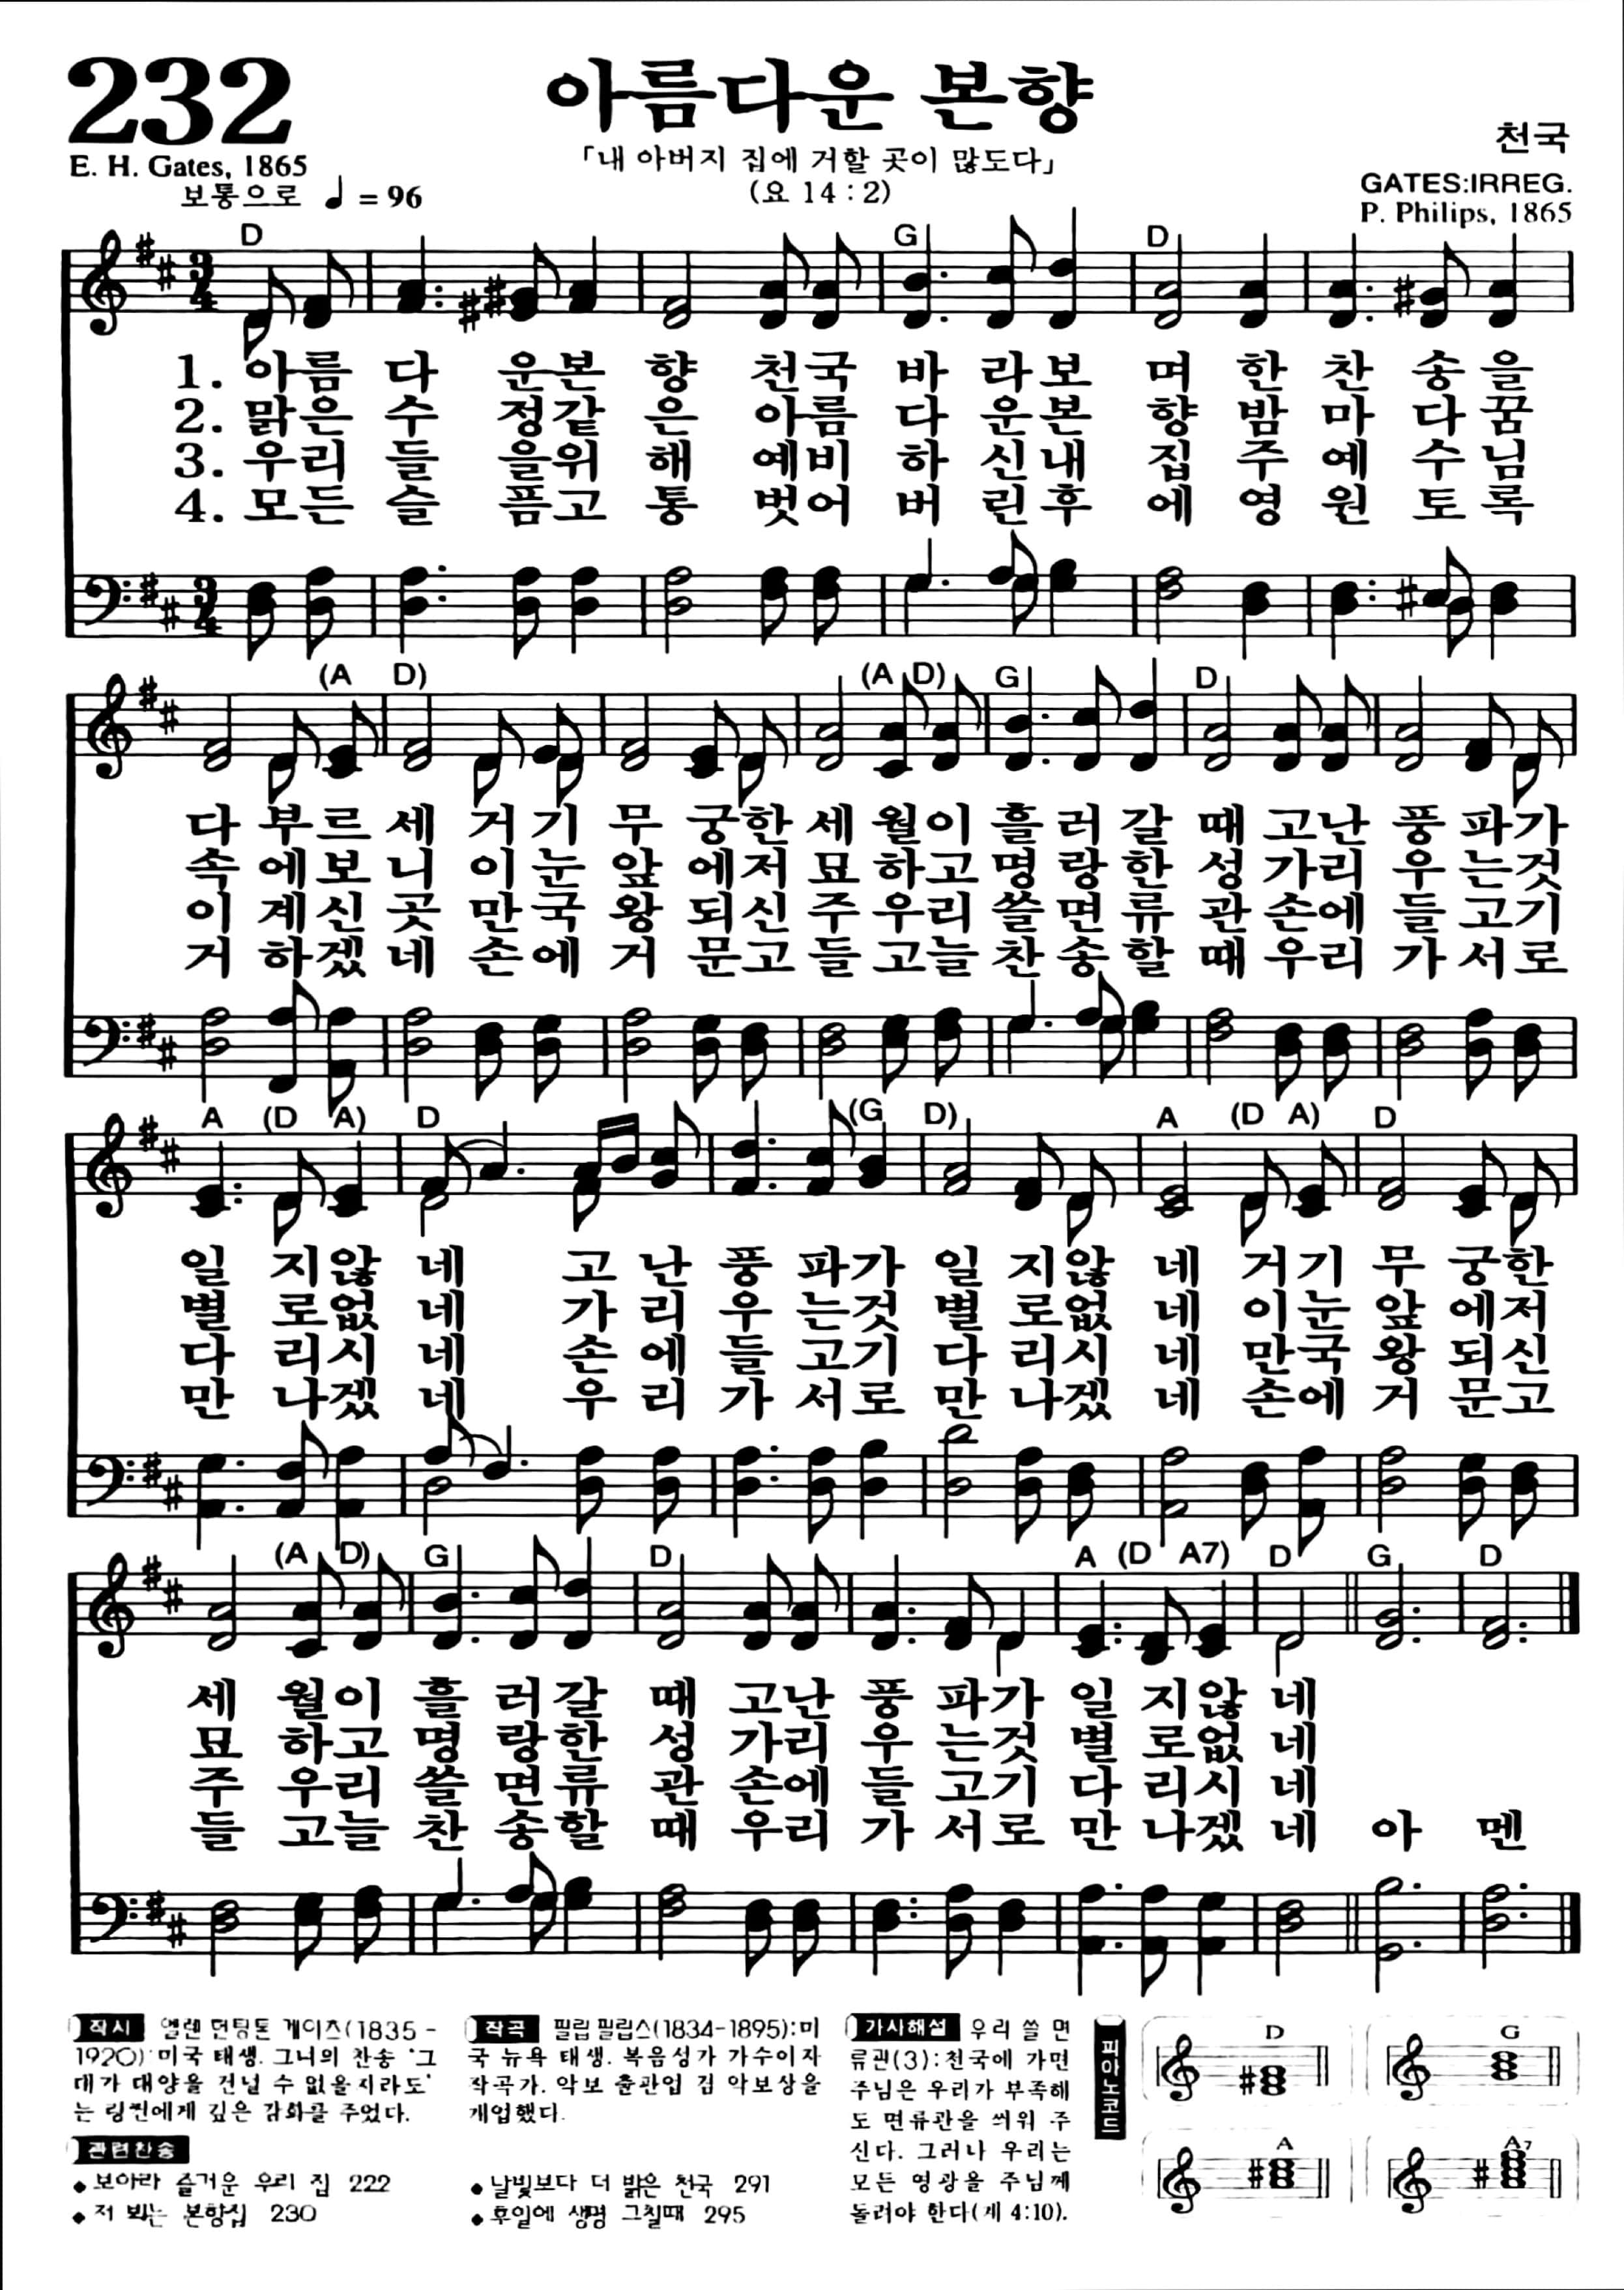 232
아름다운 본향
천국
E. H. Gates, 1865
「내 아버지 집에 거할 곳이 많도다」
GATES:IRREG.
보통으로 ♩ = 96
(요 14 : 2)
P. Philips, 1865
D G D
1. 아름 다 운본 향 천국 바 라보 며 한 찬 송 을
2. 맑은 수 정같 은 아름 다 운본 향 밤 마 다 꿈
3. 우리 들 을위 해 예비 하 신내 집 주 예 수 님
4. 모든 슬 픔고 통 벗어 버 린후 에 영 원 토 록
(A D) (A D) G D
다 부르 세 거 기 무 궁한 세 월이 흘 러 갈 때 고난 풍 파가
속 에보 니 이 눈 앞 에저 묘 하고 명 랑 한 성 가리 우 는것
이 계신 곳 만 국 왕 되신 주 우리 쓸 면 류 관 손에 들 고기
거 하겠 네 손 에 거 문고 들 고늘 찬 송 할 때 우리 가 서로
A (D A) D (G D) A (D A) D
일 지않 네 고 난 풍 파가 일 지않 네 거기 무 궁한
별 로없 네 가 리 우 는것 별 로없 네 이눈 앞 에저
다 리시 네 손 에 들 고기 다 리시 네 만국 왕 되신
만 나겠 네 우 리 가 서로 만 나겠 네 손에 거 문고
(A D) G D A (D A7) D G D
세 월이 흘 러갈 때 고난 풍 파가 일 지않 네
묘 하고 명 랑한 성 가리 우 는것 별 로없 네
주 우리 쓸 면류 관 손에 들 고기 다 리시 네
들 고늘 찬 송할 때 우리 가 서로 만 나겠 네 아 멘
작시 엘렌 헌팅톤 게이츠(1835-
1920): 미국 태생. 그녀의 찬송 '그
대가 대양을 건널 수 없을지라도'
는 링컨에게 깊은 감화를 주었다.
작곡 필립 필립스(1834-1895):미
국 뉴욕 태생. 복음성가 가수이자
작곡가. 악보 출판업 겸 악보상을
개업했다.
가사해설 우리 쓸 면
류관(3):천국에 가면
주님은 우리가 부족해
도 면류관을 씌워 주
신다. 그러나 우리는
모든 영광을 주님께
돌려야 한다(계 4:10).
관련찬송
◆ 보아라 즐거운 우리 집 222
◆ 저 뵈는 본향집 230
◆ 날빛보다 더 밝은 천국 291
◆ 후일에 생명 그칠때 295
피아노코드
D
G
A
A7